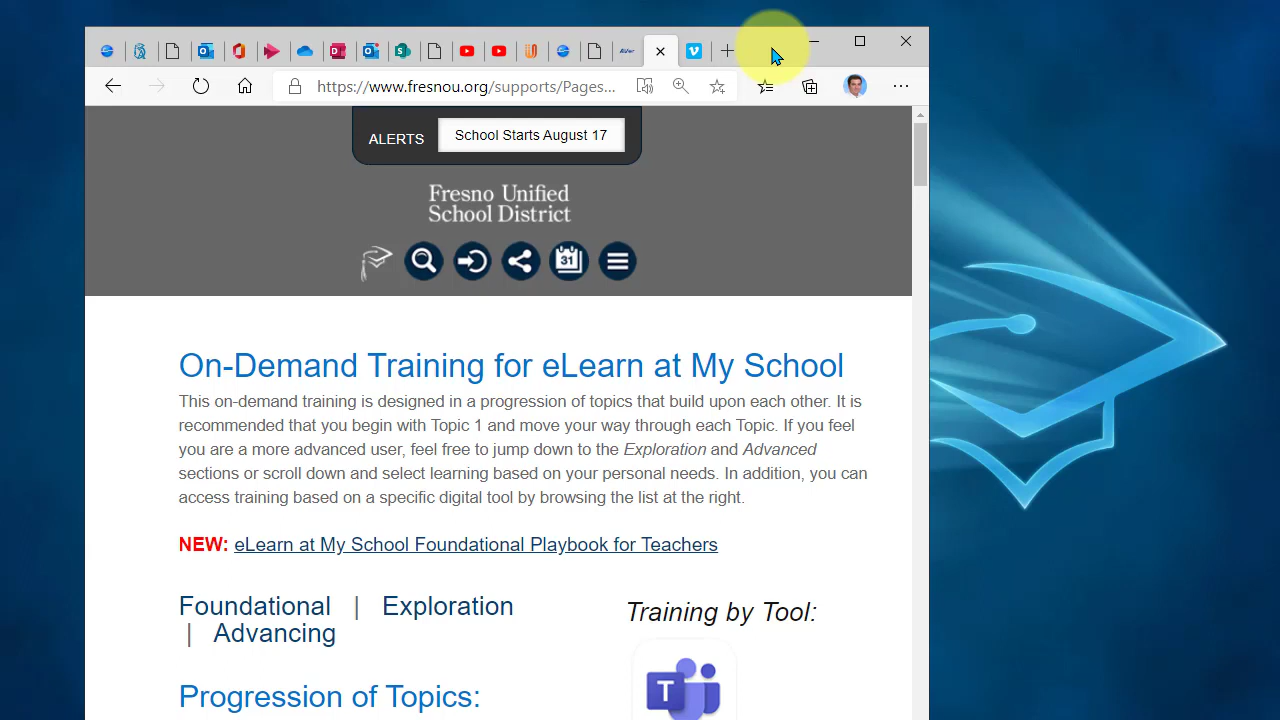 https://www.fresnou.org/supports/Pages...
ALERTS
School Starts August 17
Fresno Unified
School District
31
On-Demand Training for eLearn at My School
This on-demand training is designed in a progression of topics that build upon each other. It is
recommended that you begin with Topic 1 and move your way through each Topic. If you feel
you are a more advanced user, feel free to jump down to the Exploration and Advanced
sections or scroll down and select learning based on your personal needs. In addition, you can
access training based on a specific digital tool by browsing the list at the right.
NEW: eLearn at My School Foundational Playbook for Teachers
Foundational | Exploration
| Advancing
Training by Tool:
T
Progression of Topics: